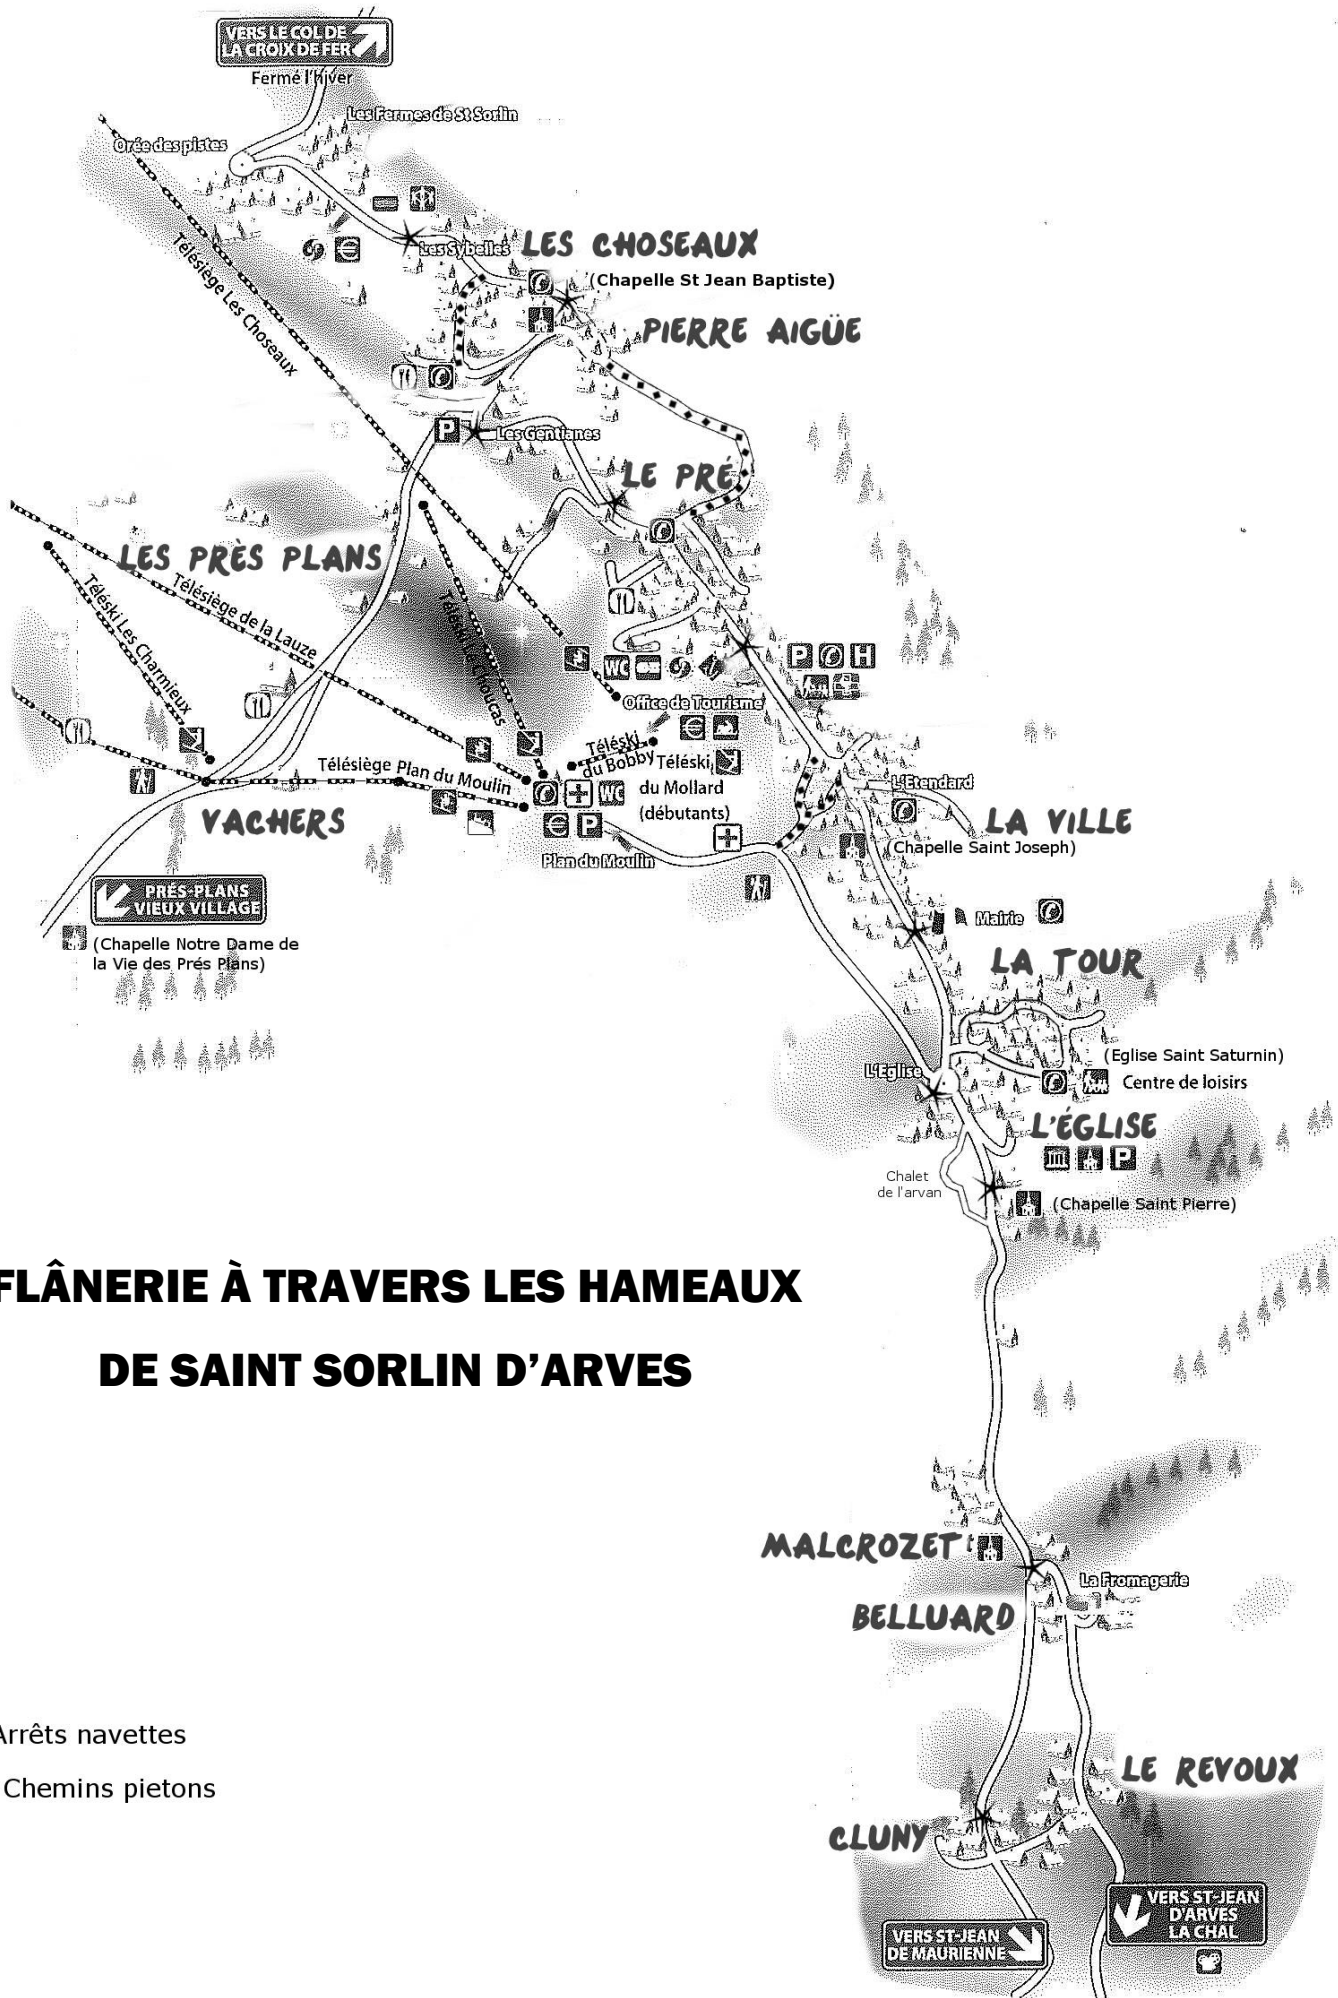 VERS LE COL DE
LA CROIX DE FER
Fermé l'hiver
Les Fermes de St Sorlin
Orée des pistes
Télésiège Les Choseaux
Les Sybelles
LES CHOSEAUX
(Chapelle St Jean Baptiste)
PIERRE AIGÜE
P
Les Gentianes
LE PRÉ
LES PRÈS PLANS
Télésiège de la Lauze
Téléski Les Charmieux
Téléski Le Choucas
WC
P
H
Office de Tourisme
Téléski
du Bobby
Téléski
du Mollard
(débutants)
Télésiège Plan du Moulin
WC
P
Plan du Moulin
VACHERS
L'Etendard
LA VILLE
(Chapelle Saint Joseph)
PRÉS-PLANS
VIEUX VILLAGE
(Chapelle Notre Dame de
la Vie des Prés Plans)
Mairie
LA TOUR
(Eglise Saint Saturnin)
L'Eglise
Centre de loisirs
L'ÉGLISE
P
Chalet
de l'arvan
(Chapelle Saint Pierre)
FLÂNERIE À TRAVERS LES HAMEAUX
DE SAINT SORLIN D'ARVES
MALCROZET
La Fromagerie
BELLUARD
Arrêts navettes
Chemins pietons
LE REVOUX
CLUNY
VERS ST-JEAN
D'ARVES
LA CHAL
VERS ST-JEAN
DE MAURIENNE